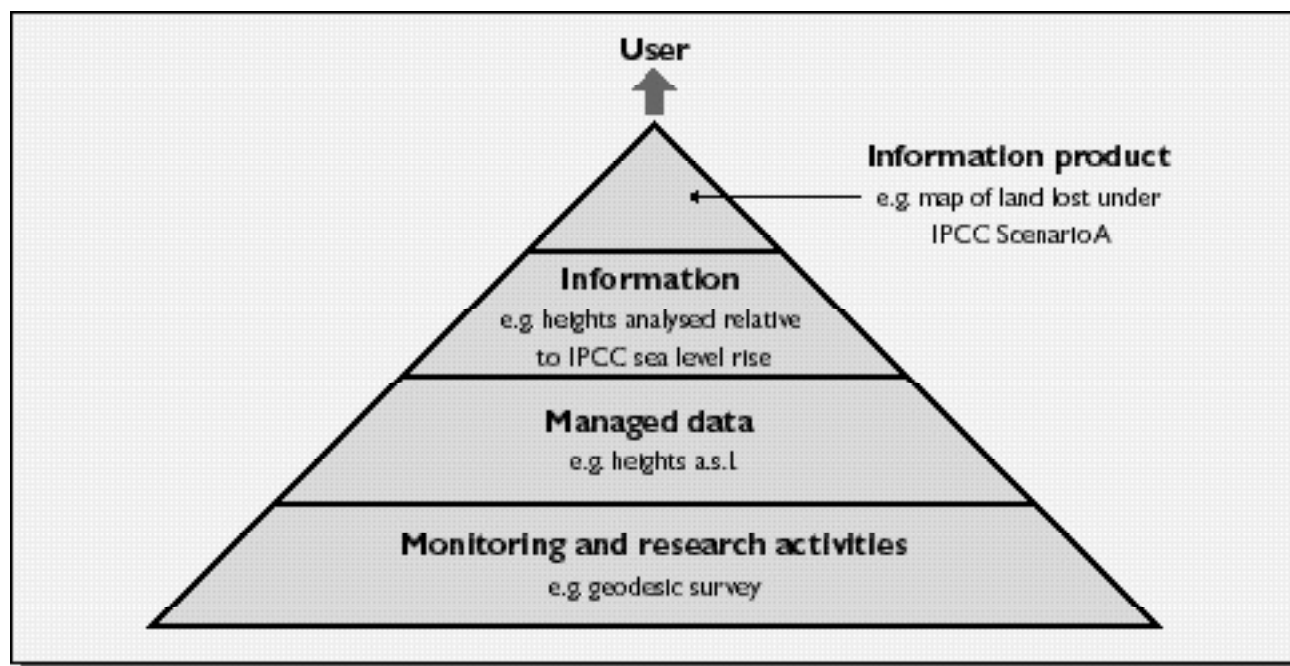 User
Information product
e.g. map of land lost under
IPCC Scenario A
Information
e.g. heights analysed relative
to IPCC sea level rise
Managed data
e.g. heights a.s.l.
Monitoring and research activities
e.g. geodesic survey